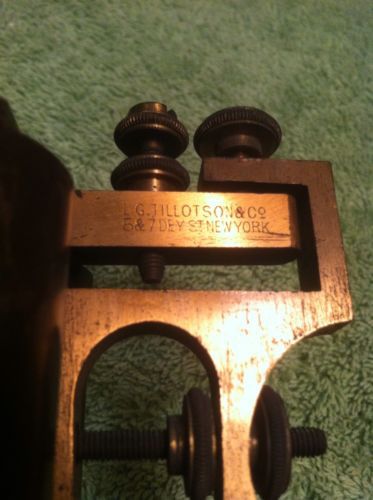 L.G.TILLOTSON & Co
5 & 7 DEY ST. NEW YORK